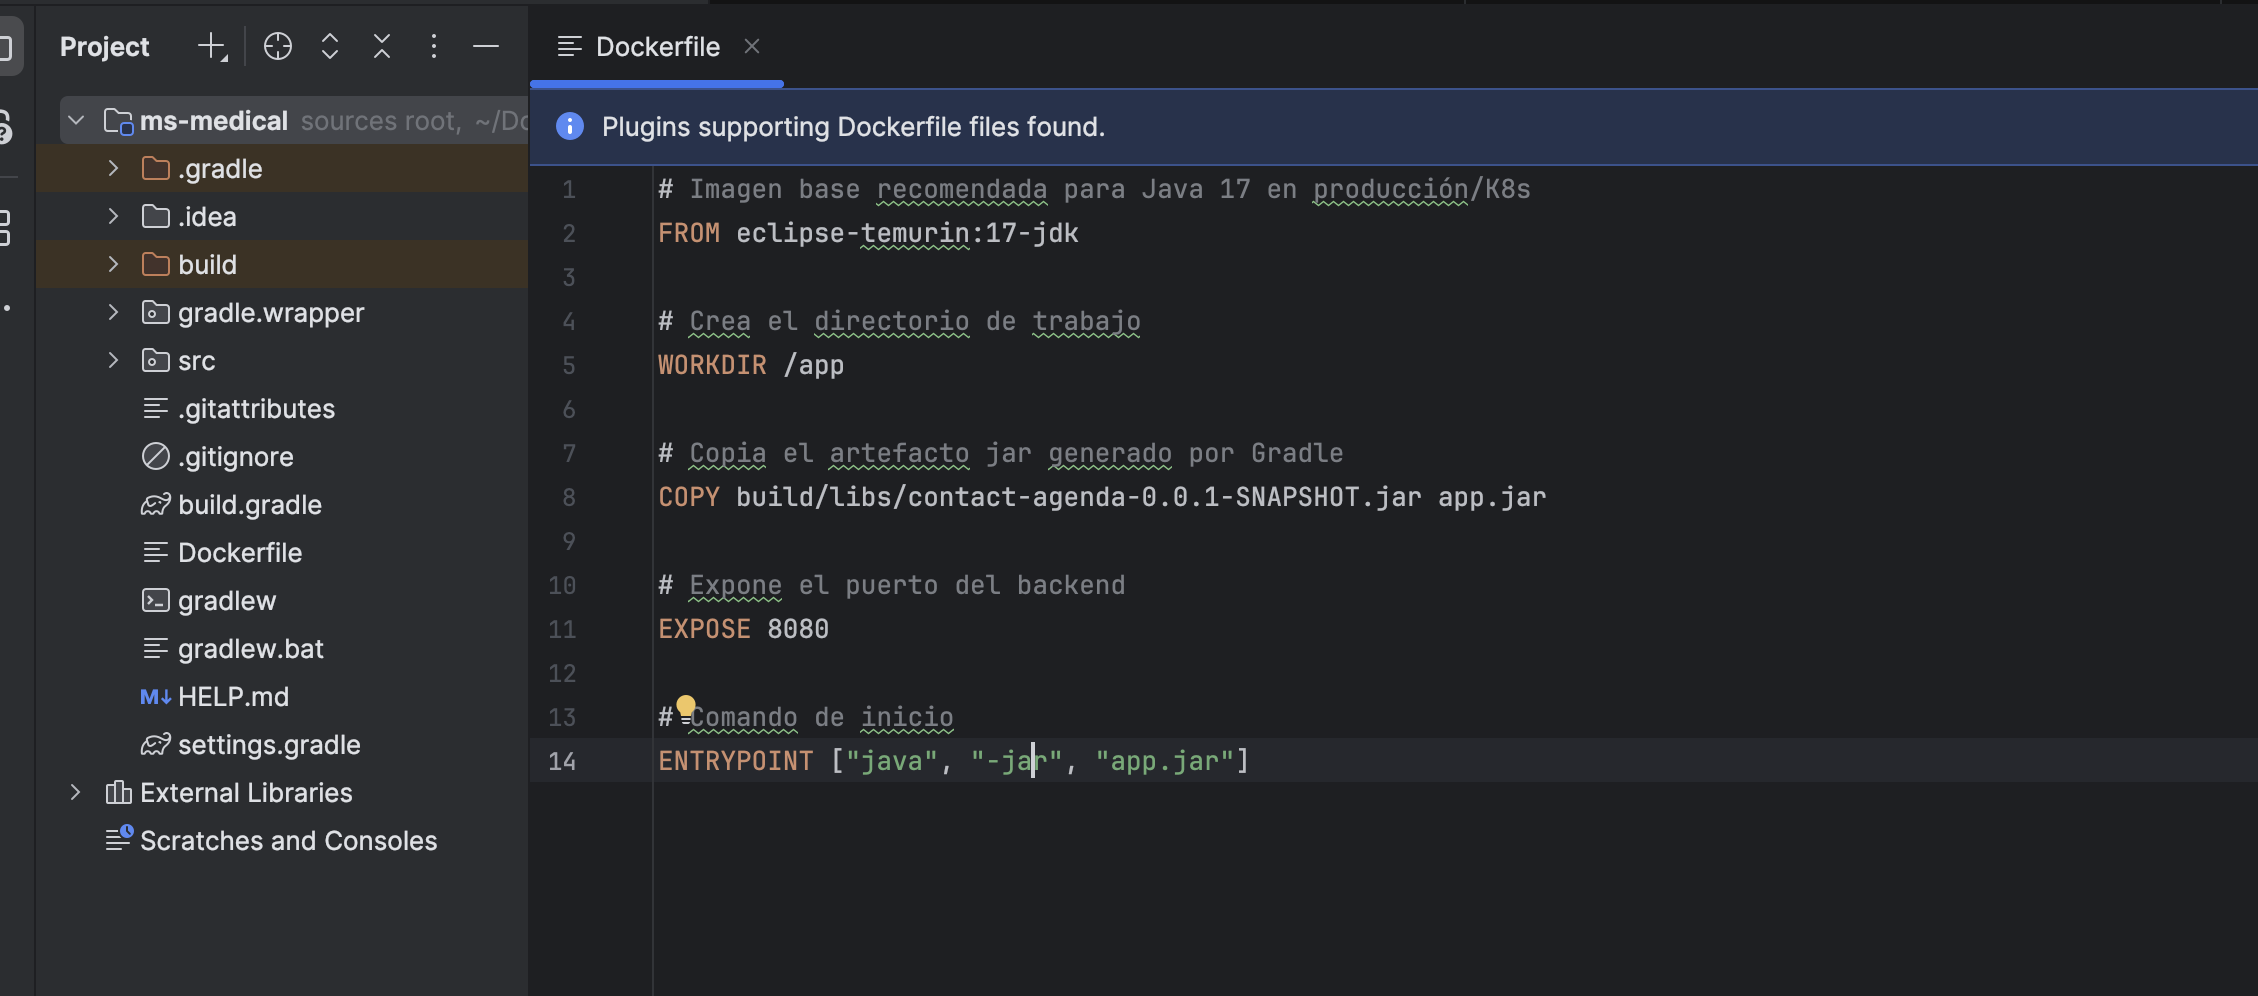 Project
ms-medical sources root, ~/Do
.gradle
.idea
build
gradle.wrapper
src
.gitattributes
.gitignore
build.gradle
Dockerfile
gradlew
gradlew.bat
M↓ HELP.md
settings.gradle
External Libraries
Scratches and Consoles
Dockerfile
Plugins supporting Dockerfile files found.
1 # Imagen base recomendada para Java 17 en producción/K8s
2 FROM eclipse-temurin:17-jdk
3
4 # Crea el directorio de trabajo
5 WORKDIR /app
6
7 # Copia el artefacto jar generado por Gradle
8 COPY build/libs/contact-agenda-0.0.1-SNAPSHOT.jar app.jar
9
10 # Expone el puerto del backend
11 EXPOSE 8080
12
13 # Comando de inicio
14 ENTRYPOINT ["java", "-jar", "app.jar"]